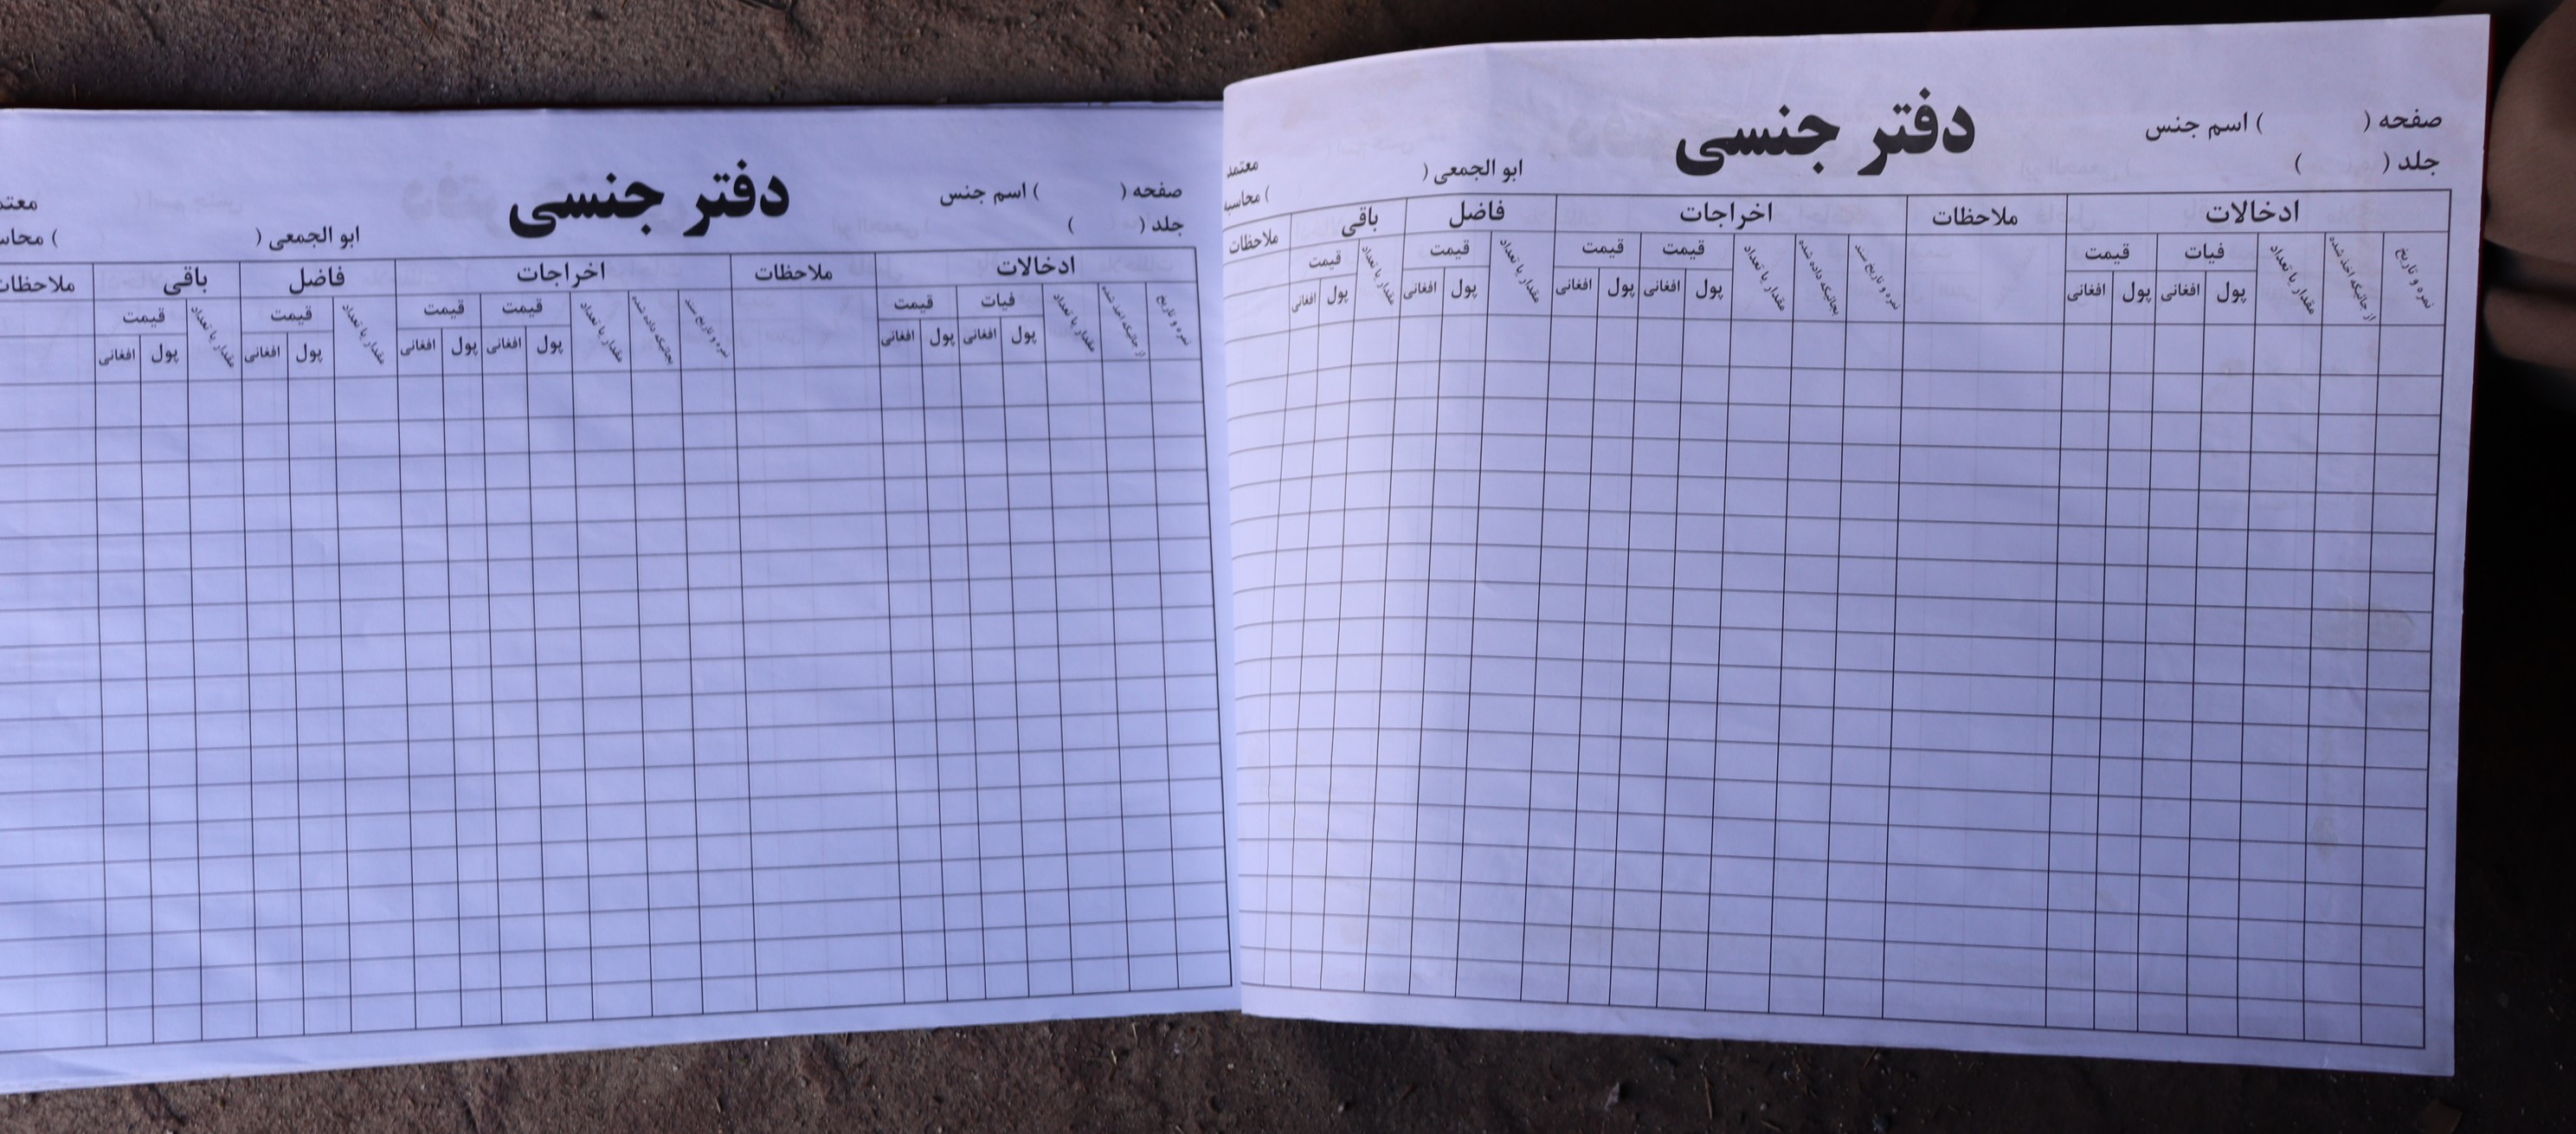 دفتر جنسی
صفحه (          ) اسم جنس
جلد (          )
ابو الجمعی (
معتمد
) محاسبه
ادخالات ملاحظات اخراجات فاضل باقی ملاحظات
نمره و تاریخ از جائیکه اخذ شده مقدار یا تعداد فیات قیمت نمره و تاریخ سند بجائیکه داده شده مقدار یا تعداد قیمت قیمت مقدار یا تعداد قیمت مقدار یا تعداد قیمت
پول افغانی پول افغانی پول افغانی پول افغانی پول افغانی پول افغانی
دفتر جنسی
صفحه (          ) اسم جنس
جلد (          )
ابو الجمعی (
ادخالات ملاحظات اخراجات فاضل باقی ملاحظات
نمره و تاریخ از جائیکه اخذ شده مقدار یا تعداد فیات قیمت نمره و تاریخ سند بجائیکه داده شده مقدار یا تعداد قیمت قیمت مقدار یا تعداد قیمت مقدار یا تعداد قیمت
پول افغانی پول افغانی پول افغانی پول افغانی پول افغانی پول افغانی